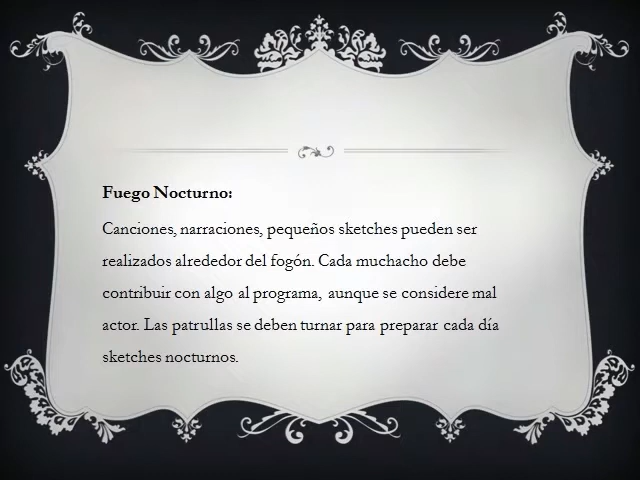 Fuego Nocturno:
Canciones, narraciones, pequeños sketches pueden ser
realizados alrededor del fogón. Cada muchacho debe
contribuir con algo al programa, aunque se considere mal
actor. Las patrullas se deben turnar para preparar cada día
sketches nocturnos.